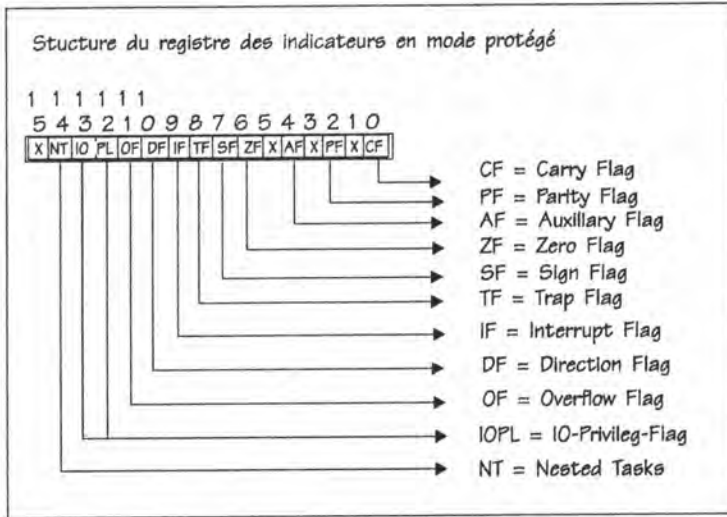 Stucture du registre des indicateurs en mode protégé
1 1 1 1 1 1
5 4 3 2 1 0 9 8 7 6 5 4 3 2 1 0
X NT IO PL OF DF IF TF SF ZF X AF X PF X CF
CF = Carry Flag
PF = Parity Flag
AF = Auxillary Flag
ZF = Zero Flag
SF = Sign Flag
TF = Trap Flag
IF = Interrupt Flag
DF = Direction Flag
OF = Overflow Flag
IOPL = IO-Privileg-Flag
NT = Nested Tasks